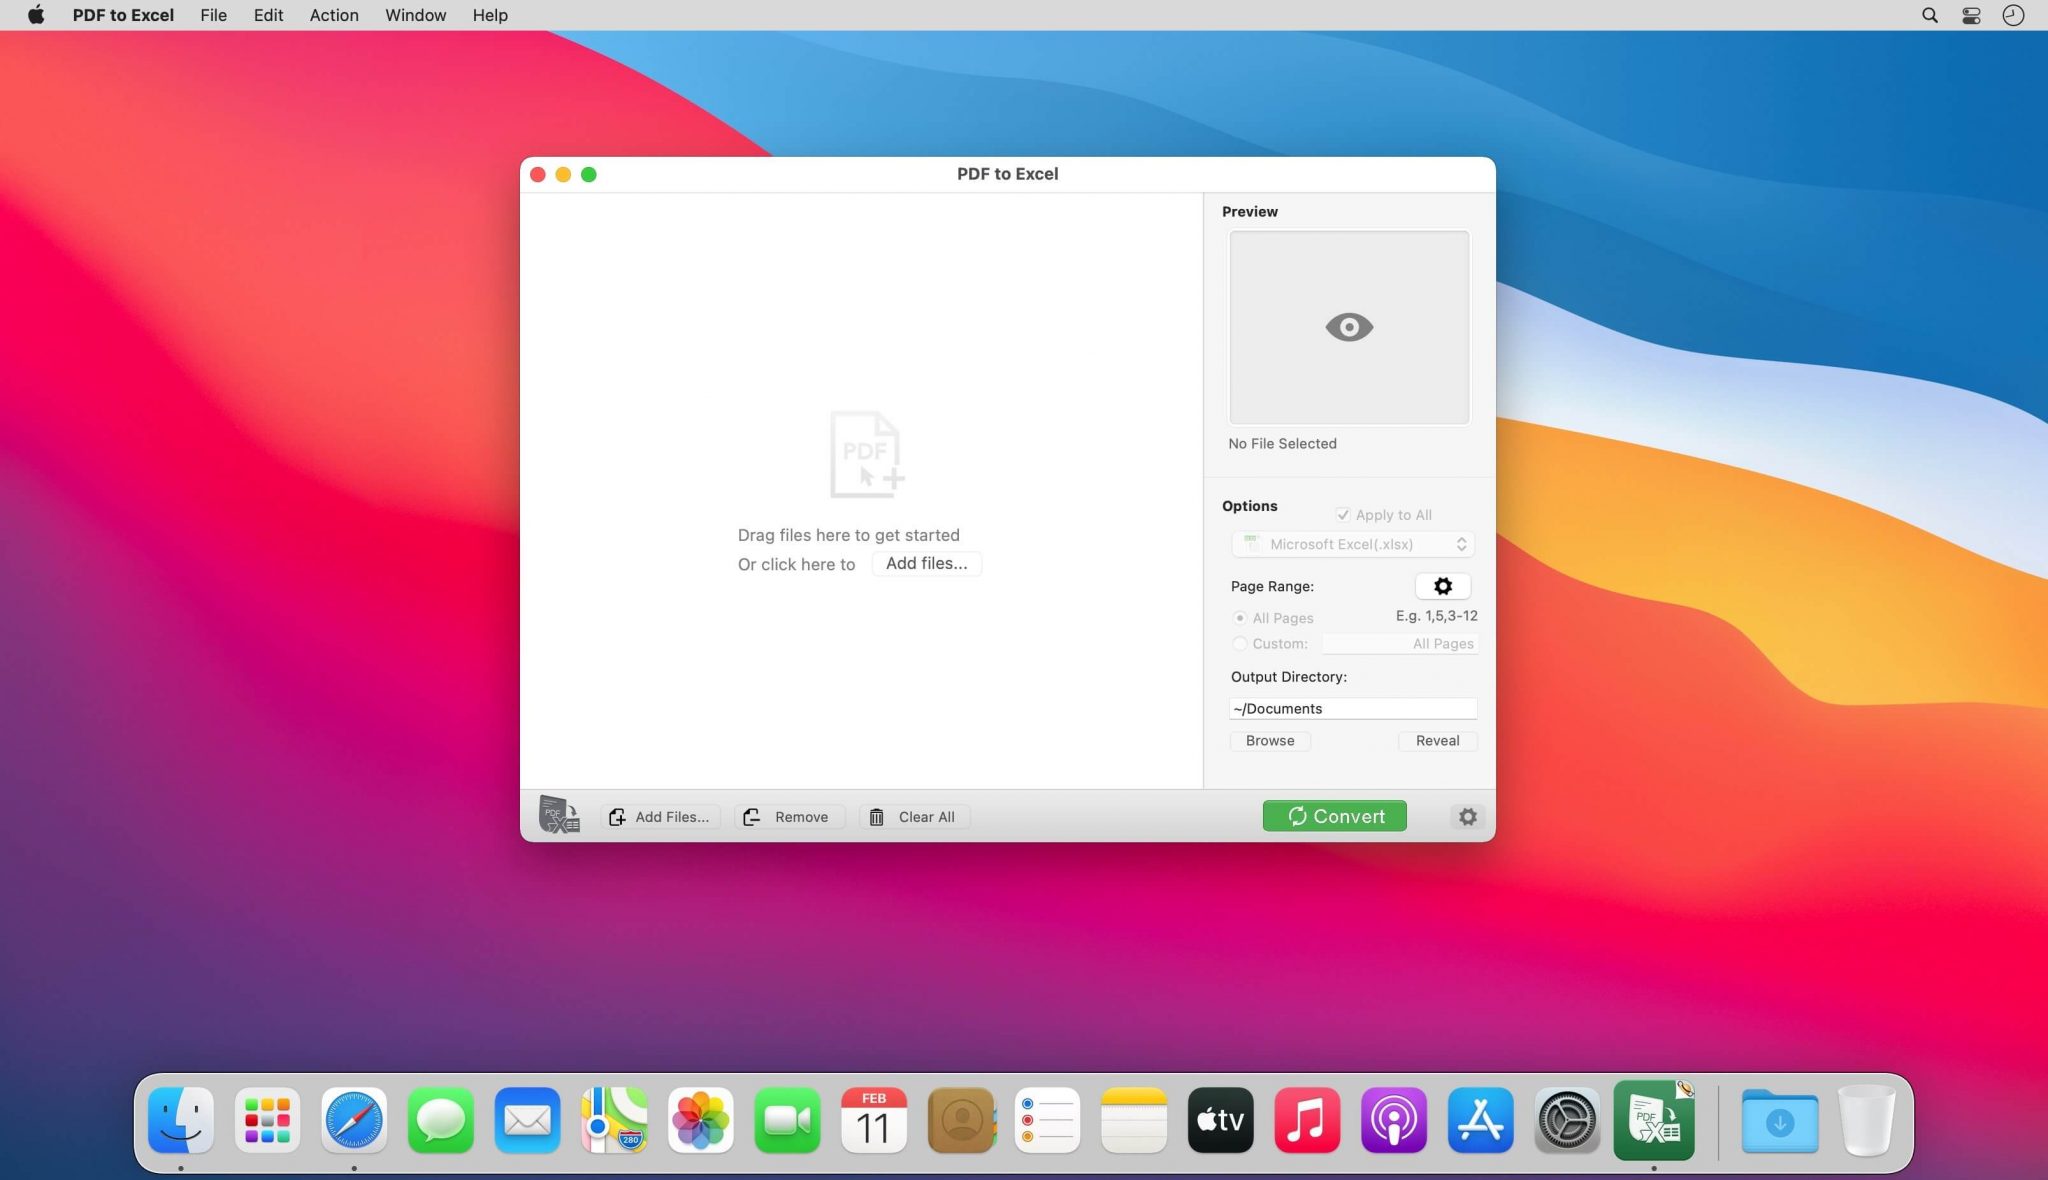 PDF to Excel File Edit Action Window Help
PDF to Excel
Preview
No File Selected
PDF
Drag files here to get started
Or click here to Add files...
Options
Apply to All
Microsoft Excel(.xlsx)
Page Range:
All Pages E.g. 1,5,3-12
Custom: All Pages
Output Directory:
~/Documents
Browse Reveal
PDF
Add Files... Remove Clear All Convert
FEB
11
280
tv
PDF